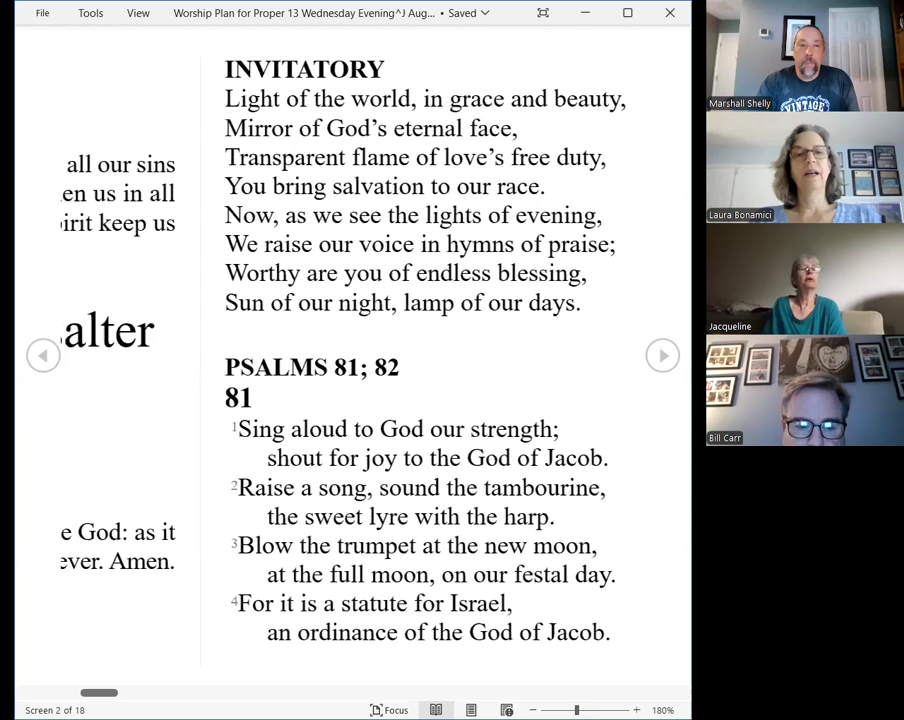 File Tools View Worship Plan for Proper 13 Wednesday Evening^J Aug... • Saved
all our sins
en us in all
irit keep us
alter
e God: as it
ever. Amen.
INVITATORY
Light of the world, in grace and beauty,
Mirror of God’s eternal face,
Transparent flame of love’s free duty,
You bring salvation to our race.
Now, as we see the lights of evening,
We raise our voice in hymns of praise;
Worthy are you of endless blessing,
Sun of our night, lamp of our days.
PSALMS 81; 82
81
1Sing aloud to God our strength;
shout for joy to the God of Jacob.
2Raise a song, sound the tambourine,
the sweet lyre with the harp.
3Blow the trumpet at the new moon,
at the full moon, on our festal day.
4For it is a statute for Israel,
an ordinance of the God of Jacob.
Screen 2 of 18 Focus 180%
VINTAGE
Marshall Shelly
Laura Bonamici
Jacqueline
Bill Carr